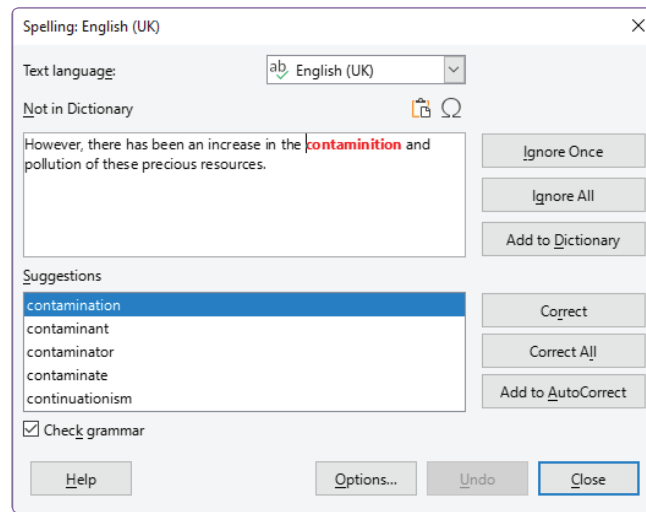 Spelling: English (UK)
Text language:
English (UK)
Not in Dictionary
However, there has been an increase in the contaminition and
pollution of these precious resources.
Ignore Once
Ignore All
Add to Dictionary
Suggestions
contamination
contaminant
contaminator
contaminate
continuationism
Correct
Correct All
Add to AutoCorrect
Check grammar
Help
Options...
Undo
Close